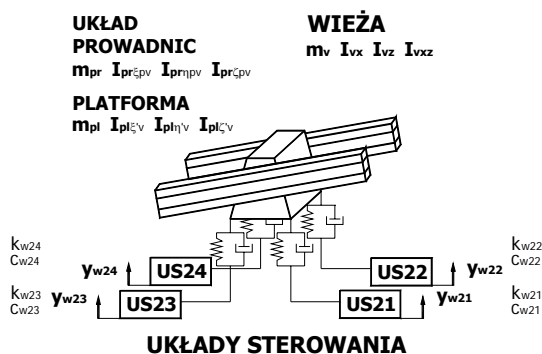 UKŁAD
PROWADNIC
mpr Iprξpv Iprηpv Iprζpv
WIEŻA
mv Ivx Ivz Ivxz
PLATFORMA
mpl Iplξ'v Iplη'v Iplζ'v
kw24
cw24
yw24
US24
US22
yw22
kw22
cw22
kw23
cw23
yw23
US23
US21
yw21
kw21
cw21
UKŁADY STEROWANIA